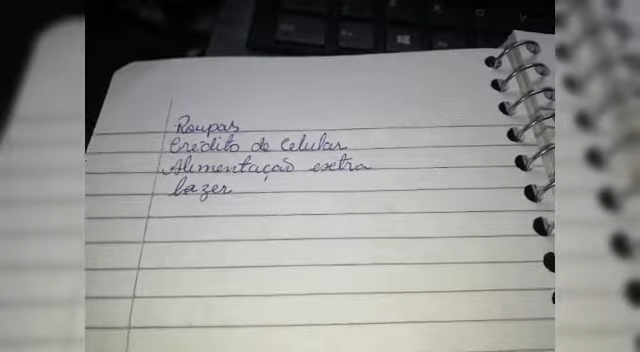 Roupas
Crédito de Celular
Alimentação extra
Lazer